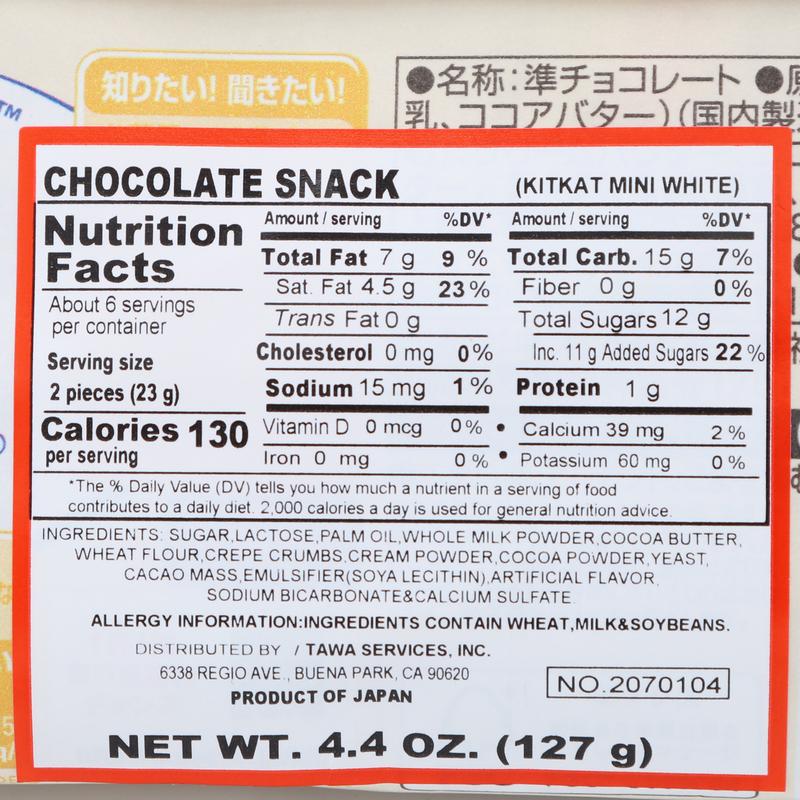 TM
知りたい! 聞きたい!
●名称:準チョコレート ●原
乳、ココアバター)(国内製
CHOCOLATE SNACK (KITKAT MINI WHITE)
Nutrition
Facts
About 6 servings
per container
Serving size
2 pieces (23 g)
Calories 130
per serving
Amount / serving %DV*
Total Fat 7 g 9 %
Sat. Fat 4.5 g 23%
Trans Fat 0 g
Cholesterol 0 mg 0%
Sodium 15 mg 1%
Vitamin D 0 mcg 0% •
Iron 0 mg 0% •
Amount / serving %DV*
Total Carb. 15 g 7%
Fiber 0 g 0%
Total Sugars 12 g
Inc. 11 g Added Sugars 22%
Protein 1 g
Calcium 39 mg 2%
Potassium 60 mg 0%
*The % Daily Value (DV) tells you how much a nutrient in a serving of food
contributes to a daily diet. 2,000 calories a day is used for general nutrition advice.
INGREDIENTS: SUGAR,LACTOSE,PALM OIL,WHOLE MILK POWDER,COCOA BUTTER,
WHEAT FLOUR,CREPE CRUMBS,CREAM POWDER,COCOA POWDER,YEAST,
CACAO MASS,EMULSIFIER(SOYA LECITHIN),ARTIFICIAL FLAVOR,
SODIUM BICARBONATE&CALCIUM SULFATE.
ALLERGY INFORMATION:INGREDIENTS CONTAIN WHEAT,MILK&SOYBEANS.
DISTRIBUTED BY / TAWA SERVICES, INC.
6338 REGIO AVE., BUENA PARK, CA 90620
PRODUCT OF JAPAN
NO.2070104
NET WT. 4.4 OZ. (127 g)